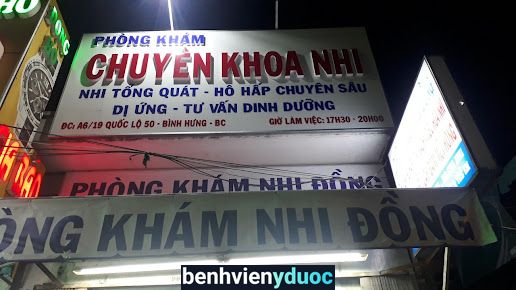 PHÒNG KHÁM
CHUYÊN KHOA NHI
NHI TỔNG QUÁT - HÔ HẤP CHUYÊN SÂU
DỊ ỨNG - TƯ VẤN DINH DƯỠNG
ĐC: A6/19 QUỐC LỘ 50 - BÌNH HƯNG - BC GIỜ LÀM VIỆC: 17H30 - 20H00
PHÒNG KHÁM NHI ĐỒNG
ÒNG KHÁM NHI ĐỒNG
benhvienyduoc